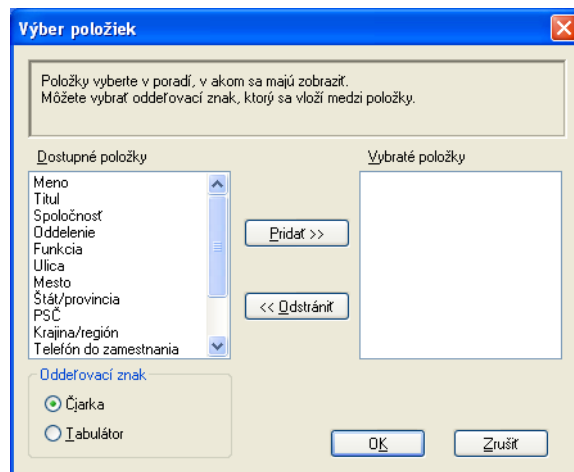 Výber položiek
Položky vyberte v poradí, v akom sa majú zobraziť.
Môžete vybrať oddeľovací znak, ktorý sa vloží medzi položky.
Dostupné položky
Vybraté položky
Meno
Titul
Spoločnosť
Oddelenie
Funkcia
Ulica
Mesto
Štát/provincia
PSČ
Krajina/región
Telefón do zamestnania
Pridať >>
<< Odstrániť
Oddeľovací znak
Čiarka
Tabulátor
OK
Zrušiť